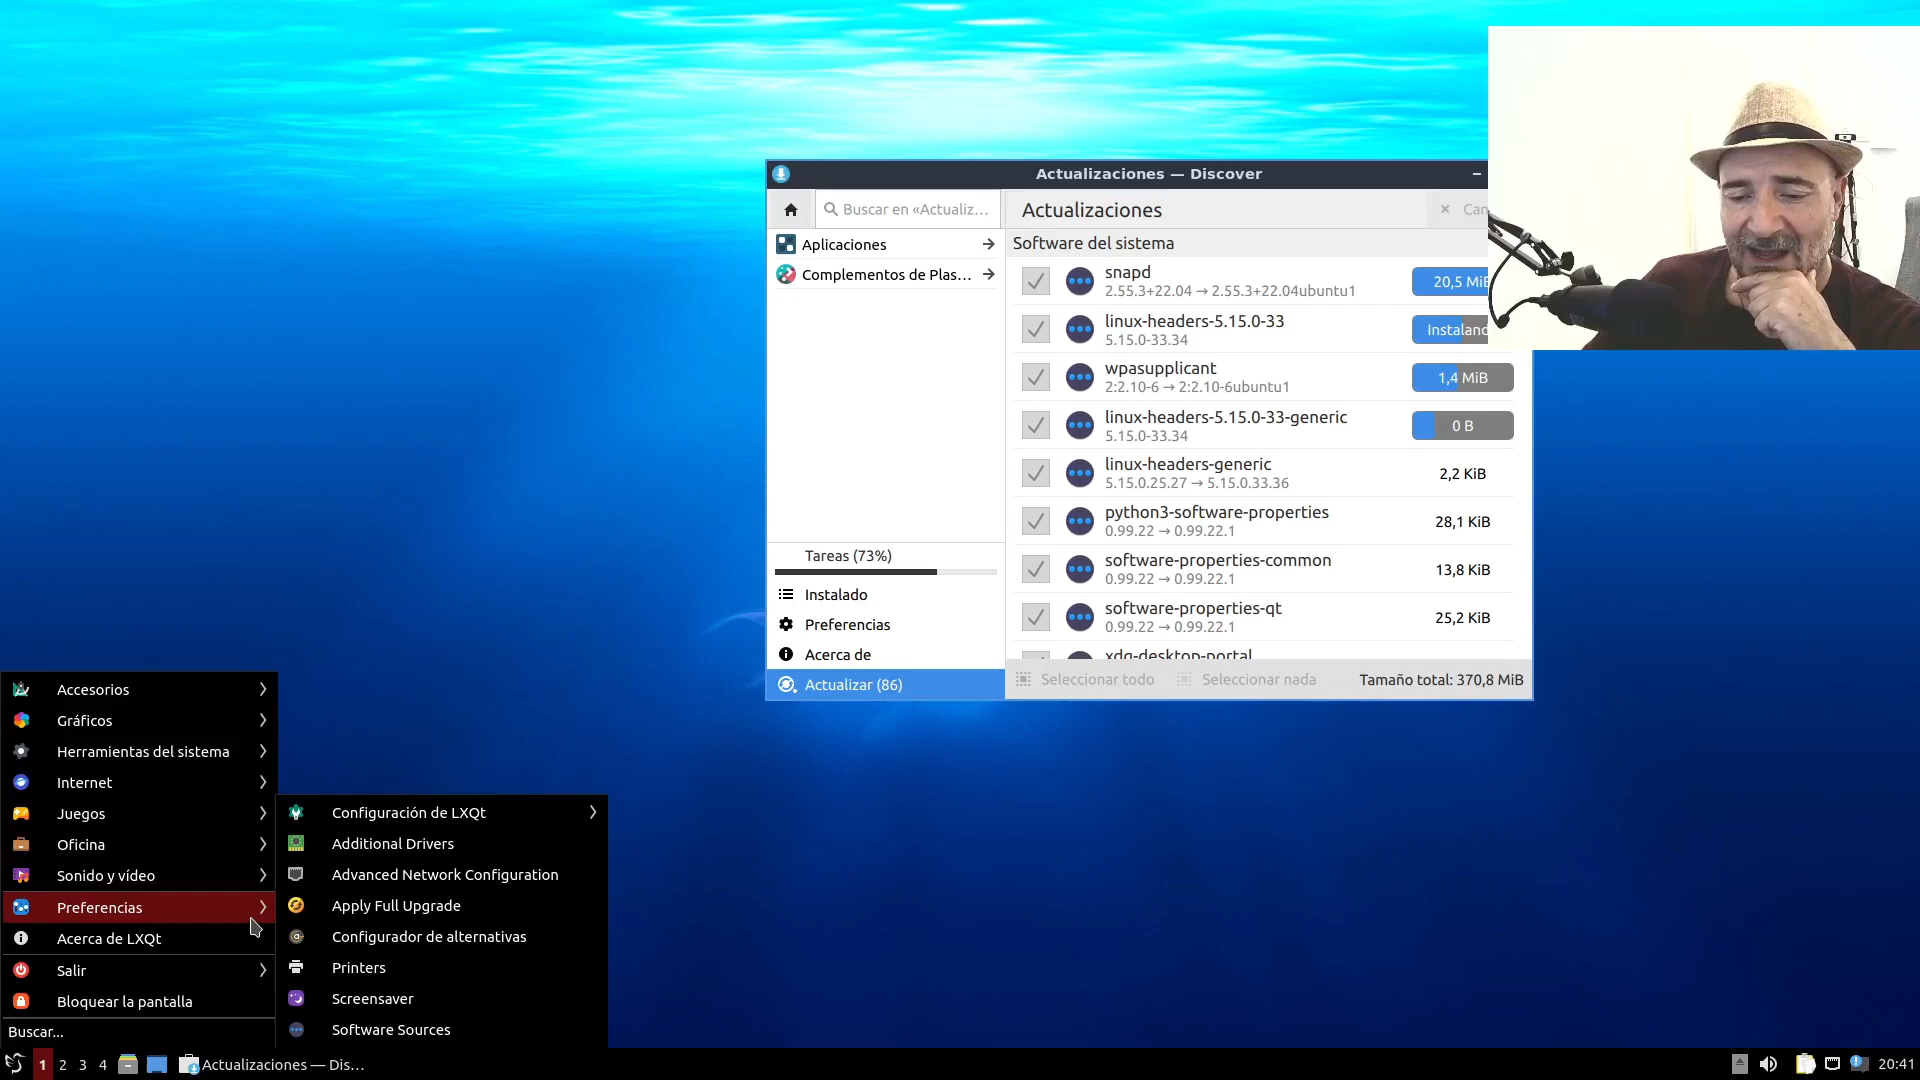 Actualizaciones — Discover
Buscar en «Actualiz...
Actualizaciones
Aplicaciones
Complementos de Plas...
Tareas (73%)
Instalado
Preferencias
Acerca de
Actualizar (86)
Software del sistema
snapd
2.55.3+22.04 → 2.55.3+22.04ubuntu1
20,5 MiB
linux-headers-5.15.0-33
5.15.0-33.34
Instaland
wpasupplicant
2:2.10-6 → 2:2.10-6ubuntu1
1,4 MiB
linux-headers-5.15.0-33-generic
5.15.0-33.34
0 B
linux-headers-generic
5.15.0.25.27 → 5.15.0.33.36
2,2 KiB
python3-software-properties
0.99.22 → 0.99.22.1
28,1 KiB
software-properties-common
0.99.22 → 0.99.22.1
13,8 KiB
software-properties-qt
0.99.22 → 0.99.22.1
25,2 KiB
xdg-desktop-portal
Seleccionar todo
Seleccionar nada
Tamaño total: 370,8 MiB
Accesorios
Gráficos
Herramientas del sistema
Internet
Juegos
Oficina
Sonido y vídeo
Preferencias
Acerca de LXQt
Salir
Bloquear la pantalla
Buscar...
Configuración de LXQt
Additional Drivers
Advanced Network Configuration
Apply Full Upgrade
Configurador de alternativas
Printers
Screensaver
Software Sources
1 2 3 4
Actualizaciones — Dis...
20:41